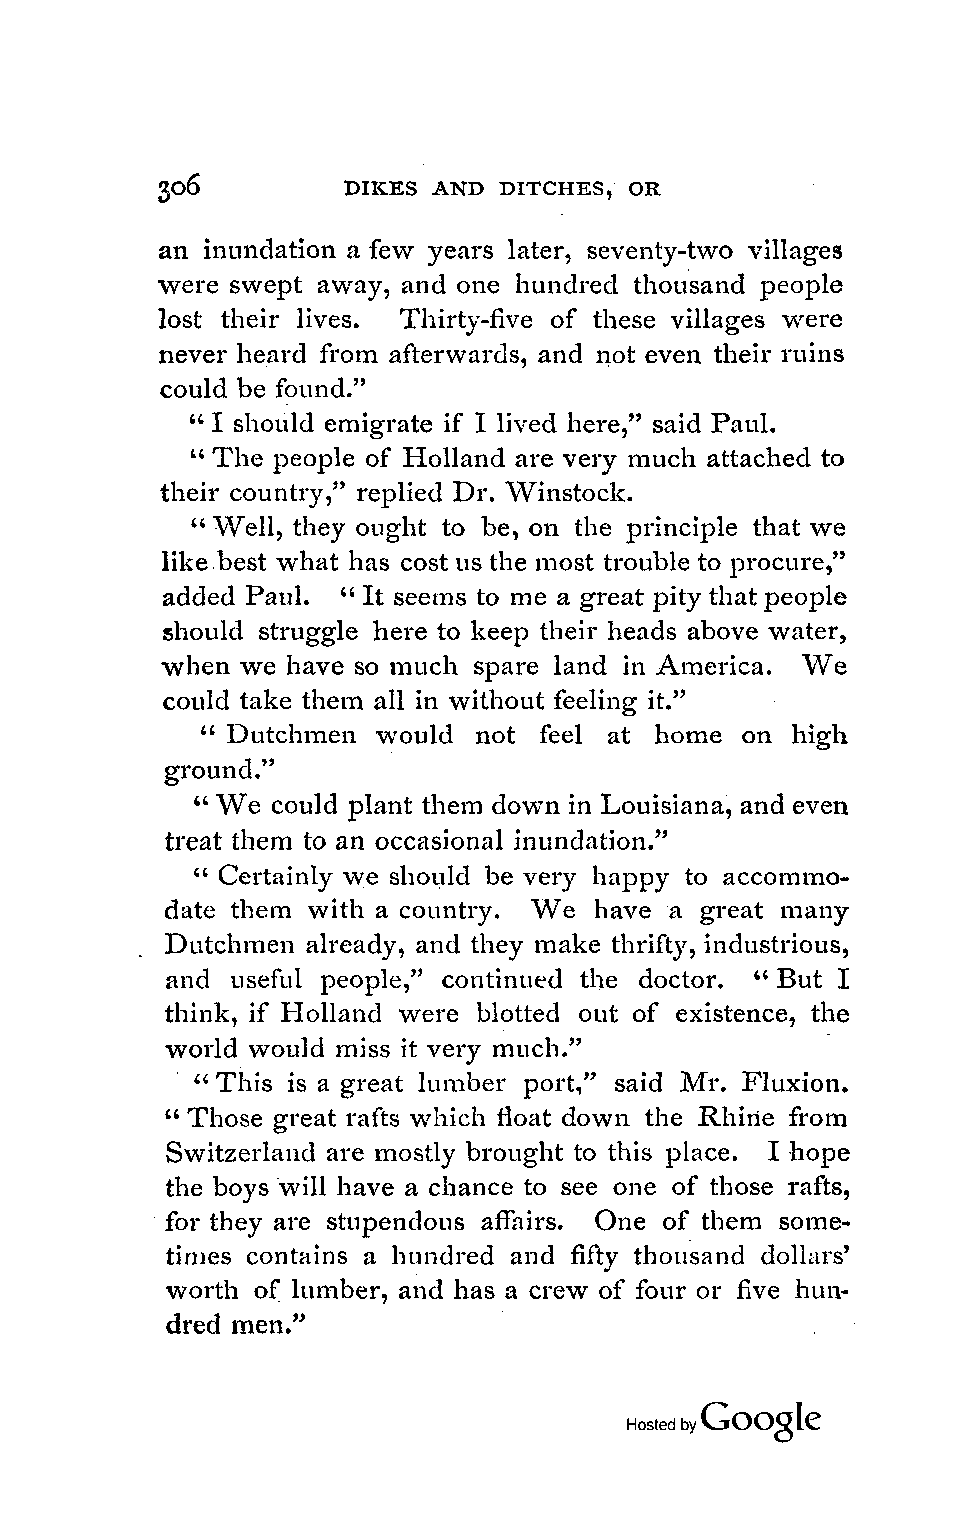 306 DIKES AND DITCHES, OR
an inundation a few years later, seventy-two villages
were swept away, and one hundred thousand people
lost their lives. Thirty-five of these villages were
never heard from afterwards, and not even their ruins
could be found.”
“ I should emigrate if I lived here,” said Paul.
“ The people of Holland are very much attached to
their country,” replied Dr. Winstock.
“ Well, they ought to be, on the principle that we
like best what has cost us the most trouble to procure,”
added Paul. “ It seems to me a great pity that people
should struggle here to keep their heads above water,
when we have so much spare land in America. We
could take them all in without feeling it.”
“ Dutchmen would not feel at home on high
ground.”
“ We could plant them down in Louisiana, and even
treat them to an occasional inundation.”
“ Certainly we should be very happy to accommo-
date them with a country. We have a great many
Dutchmen already, and they make thrifty, industrious,
and useful people,” continued the doctor. “ But I
think, if Holland were blotted out of existence, the
world would miss it very much.”
“ This is a great lumber port,” said Mr. Fluxion.
“ Those great rafts which float down the Rhine from
Switzerland are mostly brought to this place. I hope
the boys will have a chance to see one of those rafts,
for they are stupendous affairs. One of them some-
times contains a hundred and fifty thousand dollars’
worth of lumber, and has a crew of four or five hun-
dred men.”
Hosted by Google